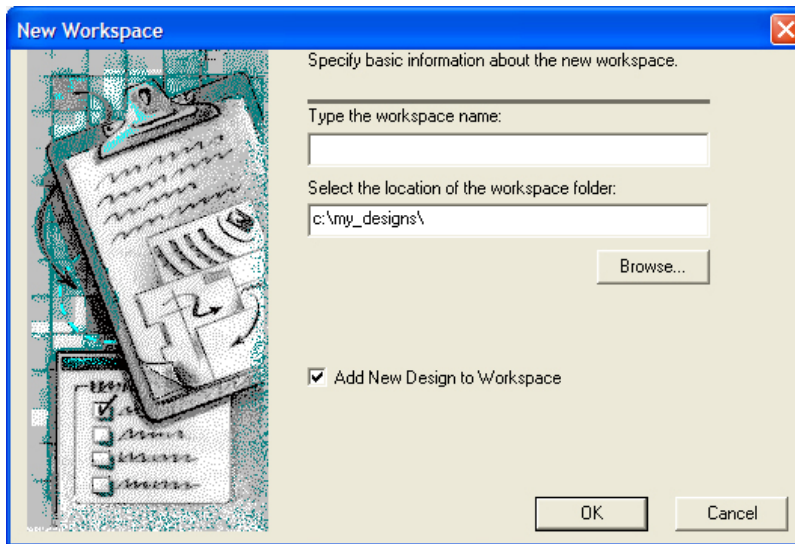 New Workspace
Specify basic information about the new workspace.
Type the workspace name:
Select the location of the workspace folder:
c:\my_designs\
Browse...
Add New Design to Workspace
OK
Cancel